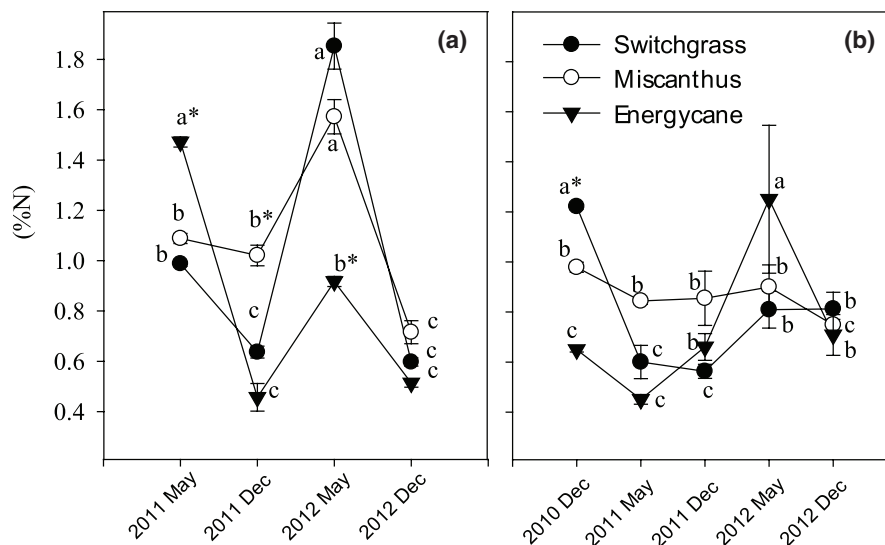 (a)
(b)
Switchgrass
Miscanthus
Energycane
(%N)
1.8
1.6
1.4
1.2
1.0
0.8
0.6
0.4
a
a
a*
b
b*
b
b*
c
c
c
c
c
a*
a
b
b
b
b
b
b
c
c
c
b
c
c
b
2011 May
2011 Dec
2012 May
2012 Dec
2010 Dec
2011 May
2011 Dec
2012 May
2012 Dec